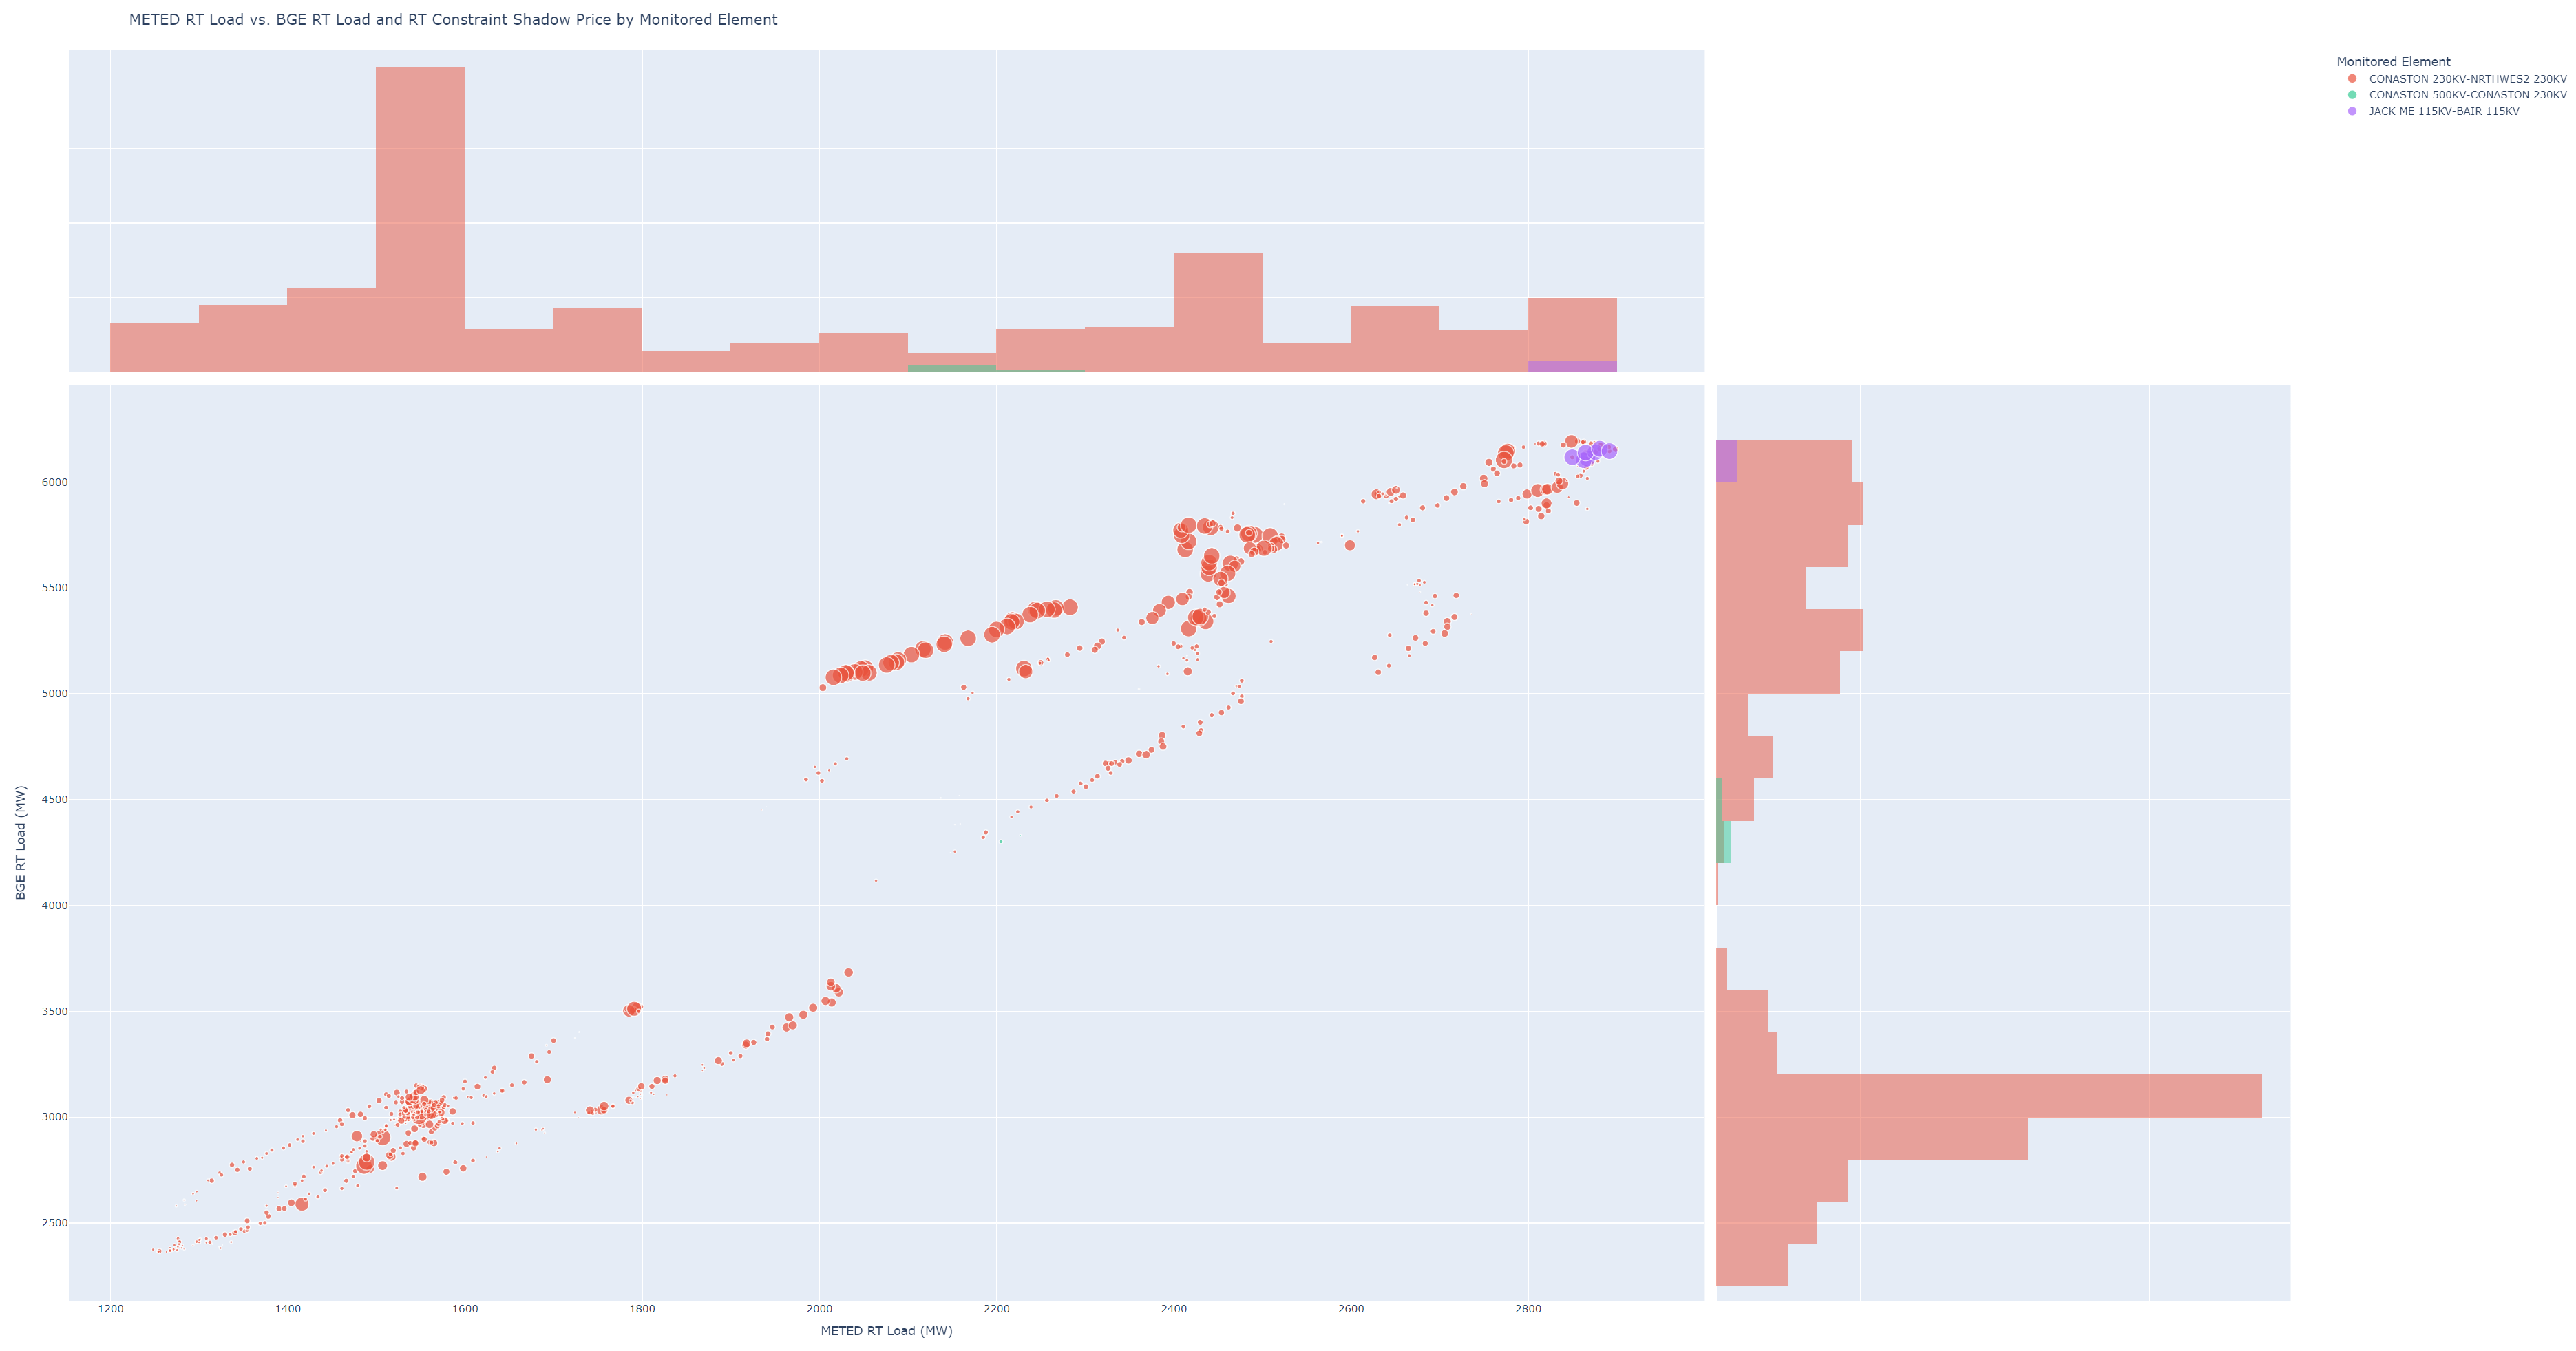 METED RT Load vs. BGE RT Load and RT Constraint Shadow Price by Monitored Element
Monitored Element
CONASTON 230KV-NRTHWES2 230KV
CONASTON 500KV-CONASTON 230KV
JACK ME 115KV-BAIR 115KV
6000
5500
5000
4500
4000
3500
3000
2500
BGE RT Load (MW)
1200
1400
1600
1800
2000
2200
2400
2600
2800
METED RT Load (MW)